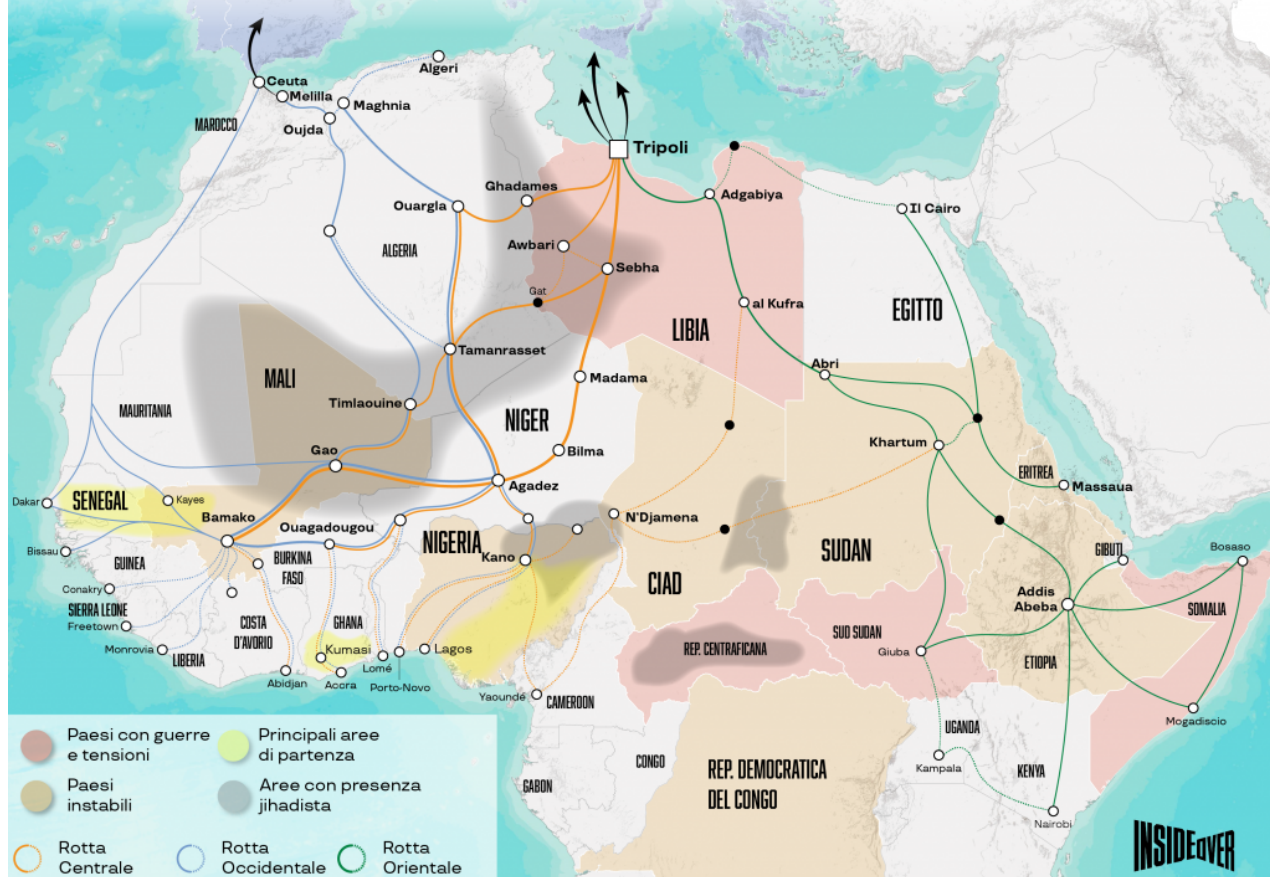 Ceuta
Melilla
Algeri
Maghnia
Oujda
MAROCCO
Tripoli
Ghadames
Ouargla
Adgabiya
Il Cairo
ALGERIA
Awbari
Sebha
Gat
al Kufra
EGITTO
LIBIA
Tamanrasset
Abri
MALI
Madama
Timlaouine
MAURITANIA
NIGER
Khartum
Gao
Bilma
ERITREA
Massaua
Agadez
Dakar
SENEGAL
Kayes
Bamako
Ouagadougou
N'Djamena
NIGERIA
SUDAN
Bissau
GUINEA
BURKINA
FASO
Kano
GIBUTI
Bosaso
CIAD
Conakry
SIERRA LEONE
Freetown
COSTA
D'AVORIO
GHANA
Addis
Abeba
SOMALIA
Monrovia
LIBERIA
Kumasi
Lagos
REP. CENTRAFICANA
SUD SUDAN
Giuba
ETIOPIA
Abidjan
Accra
Lomé
Porto-Novo
Yaoundé
CAMEROON
Mogadiscio
UGANDA
Kampala
KENYA
CONGO
GABON
REP. DEMOCRATICA
DEL CONGO
Nairobi
Paesi con guerre
e tensioni
Principali aree
di partenza
Paesi
instabili
Aree con presenza
jihadista
Rotta
Centrale
Rotta
Occidentale
Rotta
Orientale
INSIDEOVER